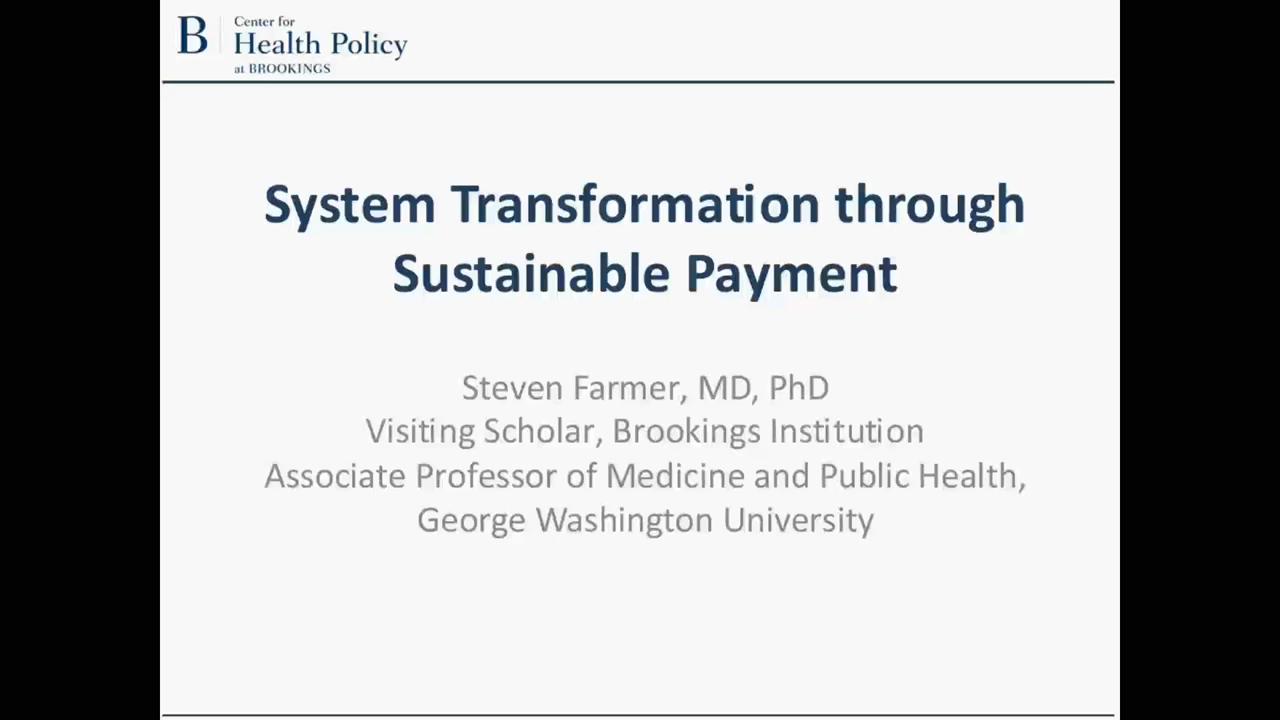 B
Center for
Health Policy
at BROOKINGS
System Transformation through
Sustainable Payment
Steven Farmer, MD, PhD
Visiting Scholar, Brookings Institution
Associate Professor of Medicine and Public Health,
George Washington University